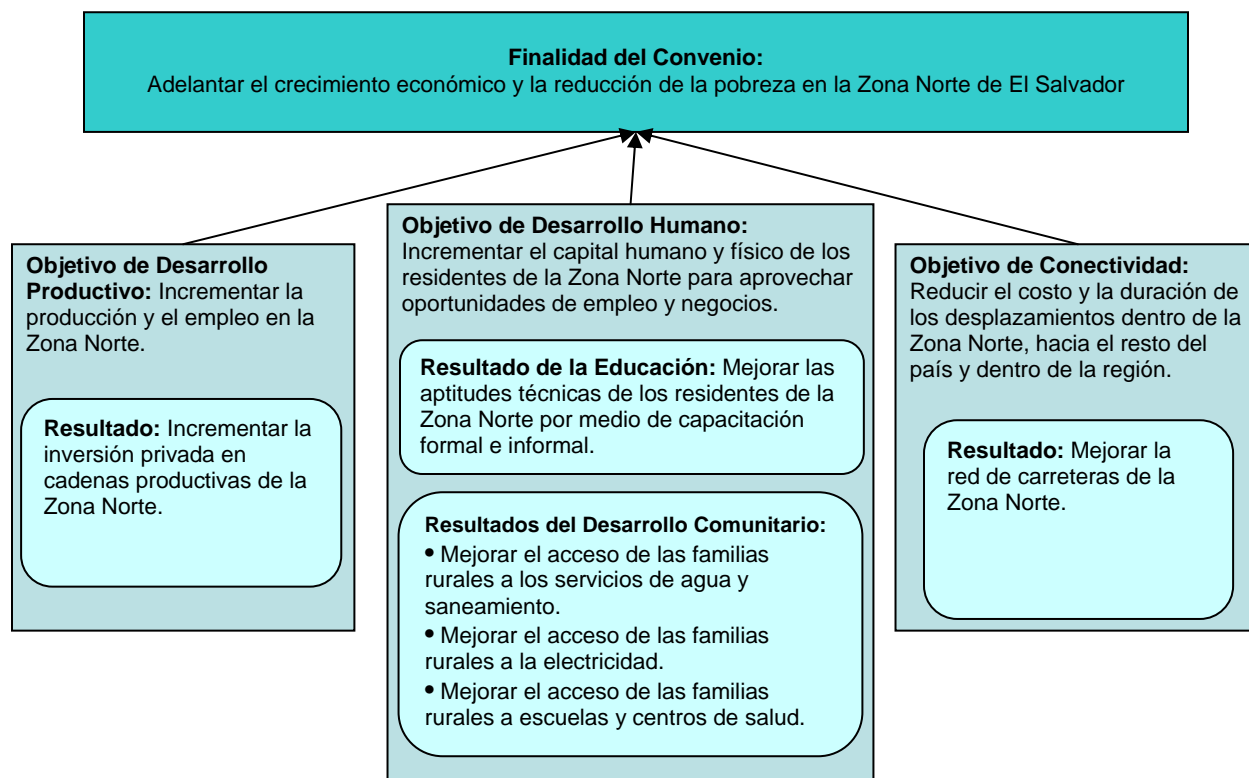 Finalidad del Convenio:
Adelantar el crecimiento económico y la reducción de la pobreza en la Zona Norte de El Salvador
Objetivo de Desarrollo
Productivo: Incrementar la
producción y el empleo en la
Zona Norte.
Resultado: Incrementar la
inversión privada en
cadenas productivas de la
Zona Norte.
Objetivo de Desarrollo Humano:
Incrementar el capital humano y físico de los
residentes de la Zona Norte para aprovechar
oportunidades de empleo y negocios.
Resultado de la Educación: Mejorar las
aptitudes técnicas de los residentes de la
Zona Norte por medio de capacitación
formal e informal.
Resultados del Desarrollo Comunitario:
• Mejorar el acceso de las familias
rurales a los servicios de agua y
saneamiento.
• Mejorar el acceso de las familias
rurales a la electricidad.
• Mejorar el acceso de las familias
rurales a escuelas y centros de salud.
Objetivo de Conectividad:
Reducir el costo y la duración de
los desplazamientos dentro de la
Zona Norte, hacia el resto del
país y dentro de la región.
Resultado: Mejorar la
red de carreteras de la
Zona Norte.